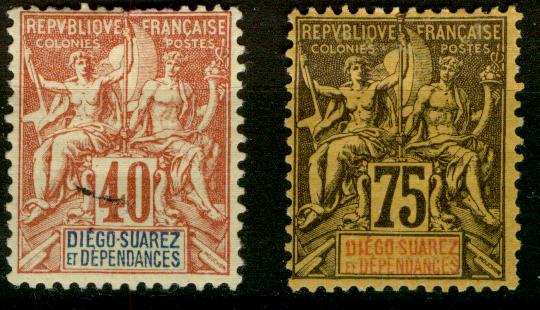 REPVBLIQVE FRANÇAISE
COLONIES POSTES
40
DIÉGO-SUAREZ
ET DÉPENDANCES
REPVBLIQVE FRANÇAISE
COLONIES POSTES
75
DIÉGO-SUAREZ
ET DÉPENDANCES